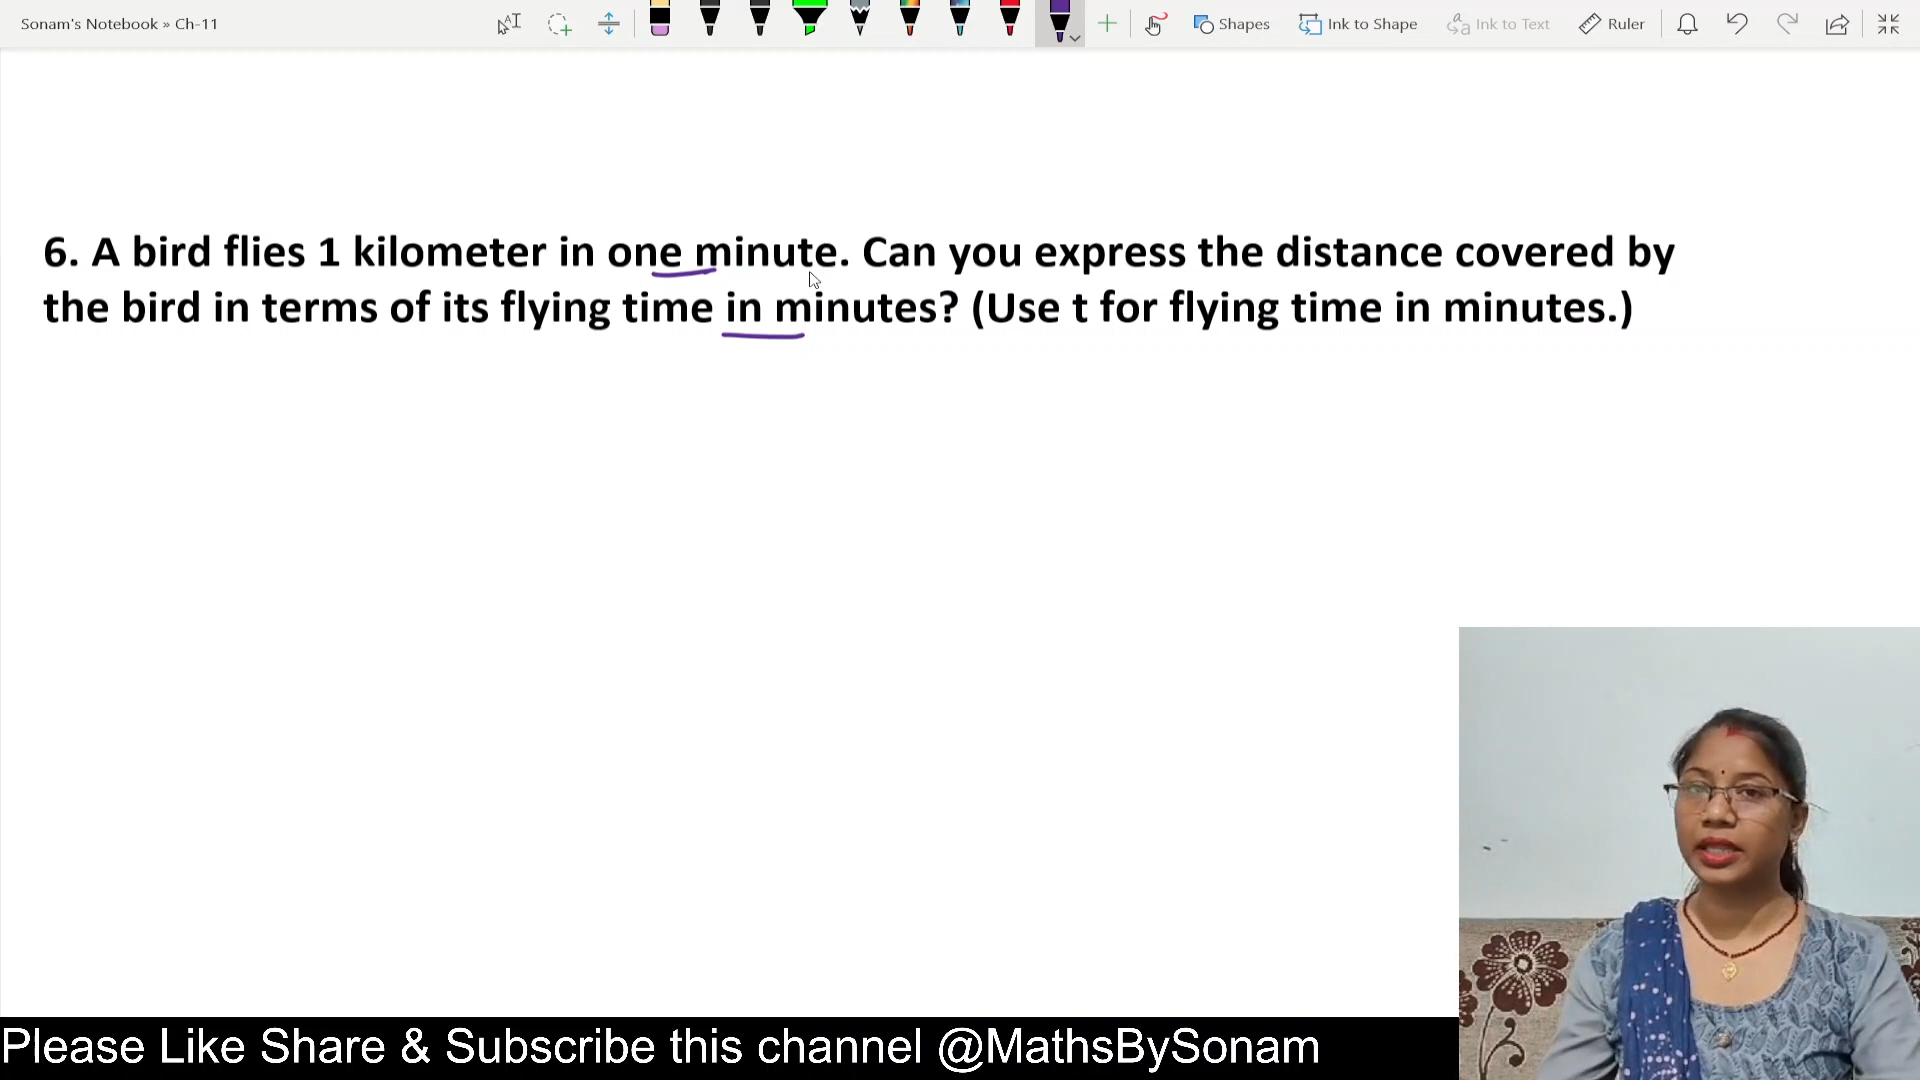 Sonam's Notebook » Ch-11
Shapes
Ink to Shape
Ink to Text
Ruler
6. A bird flies 1 kilometer in one minute. Can you express the distance covered by
the bird in terms of its flying time in minutes? (Use t for flying time in minutes.)
Please Like Share & Subscribe this channel @MathsBySonam